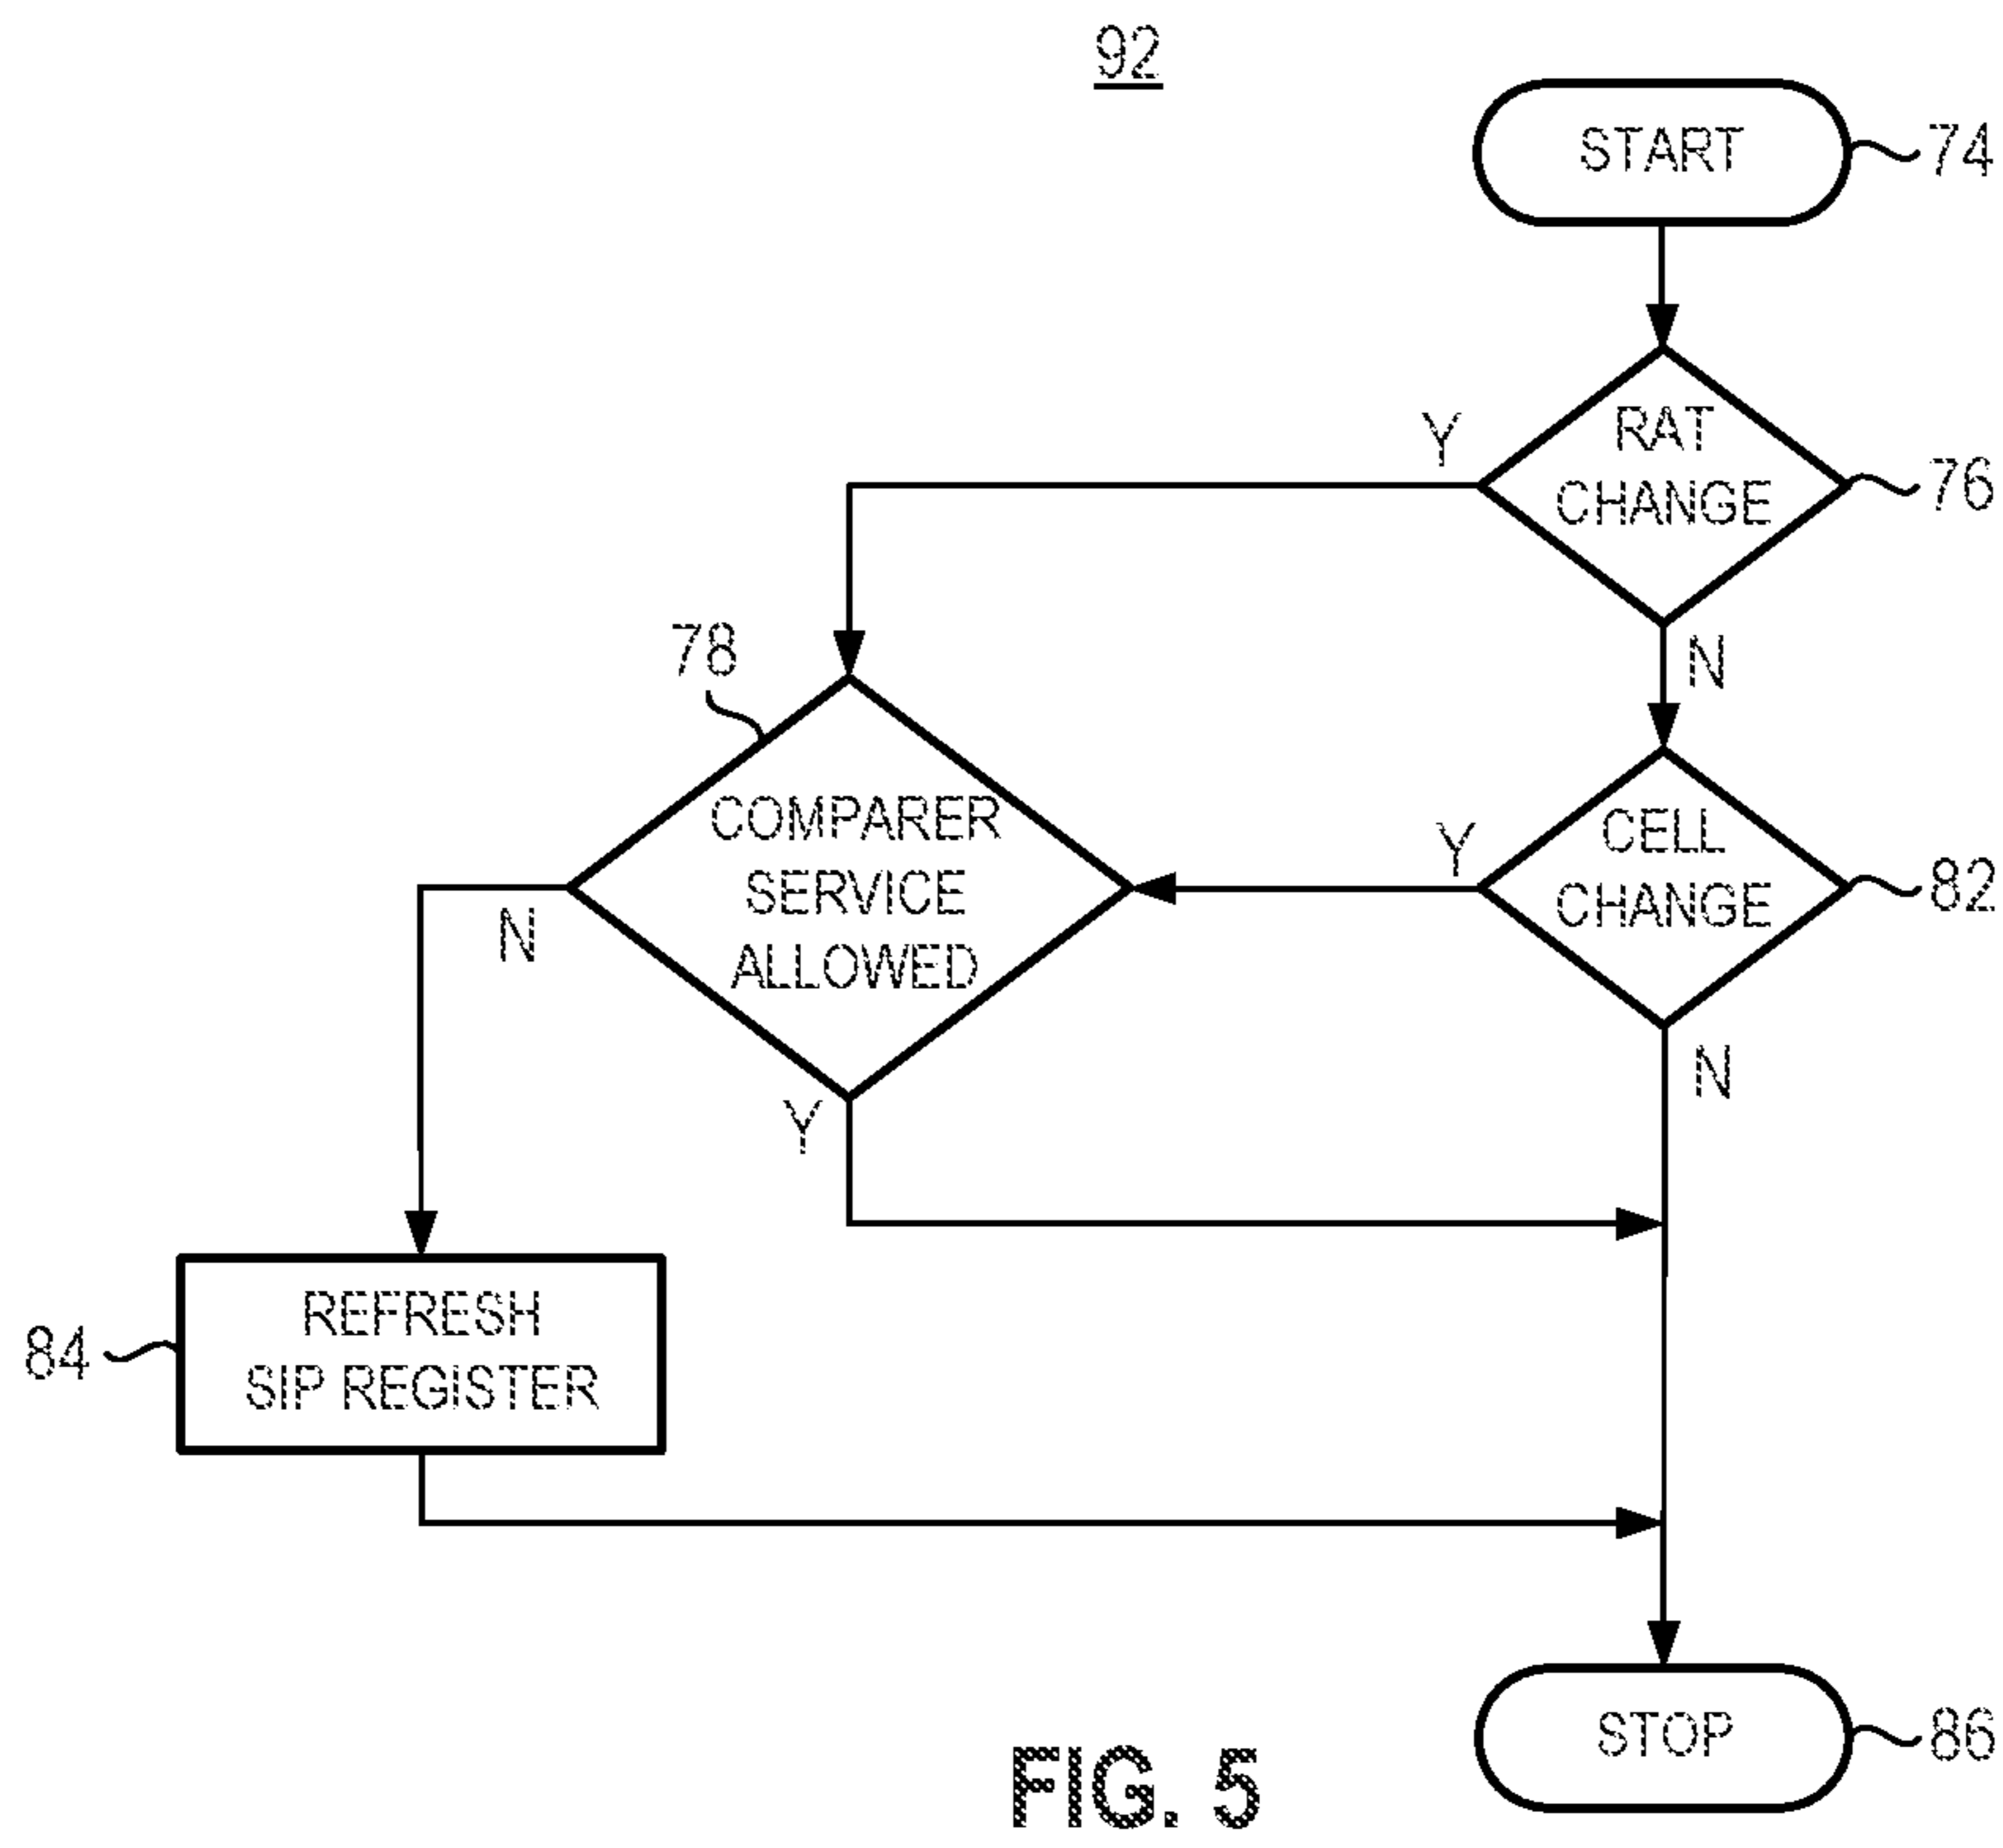 92
START
74
RAT
CHANGE
Y
76
N
78
COMPARER
SERVICE
ALLOWED
Y
CELL
CHANGE
82
N
N
Y
REFRESH
SIP REGISTER
84
STOP
86
FIG. 5